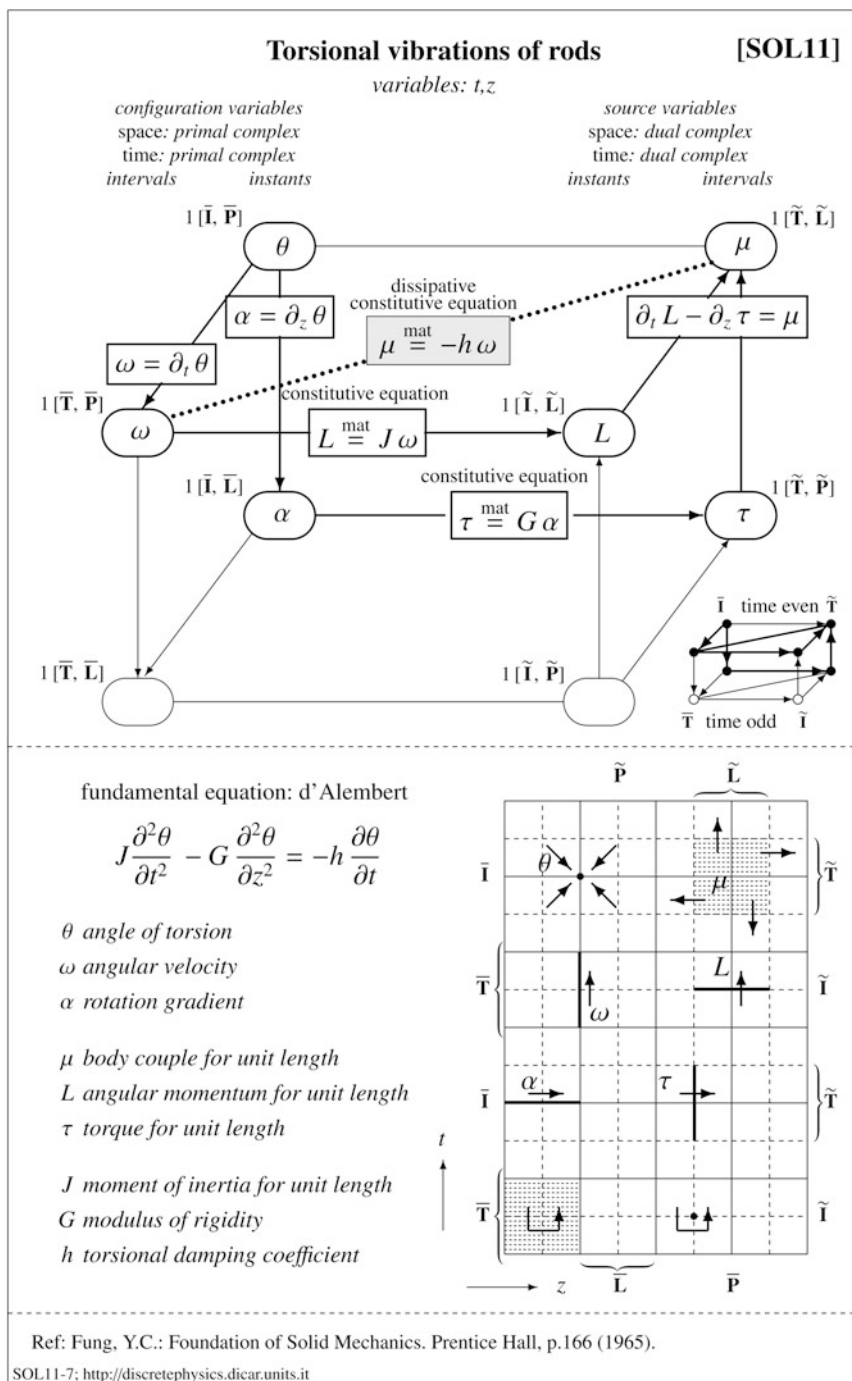 Torsional vibrations of rods [SOL11]
variables: t,z
configuration variables source variables
space: primal complex space: dual complex
time: primal complex time: dual complex
intervals instants instants intervals
1 [Ī, P̄] 1 [T̃, L̃]
θ μ
dissipative
constitutive equation
α = ∂z θ ∂t L − ∂z τ = μ
mat
μ = −h ω
ω = ∂t θ
1 [T̄, P̄] constitutive equation 1 [Ĩ, L̃]
ω L
mat
L = J ω
1 [Ī, L̄] constitutive equation 1 [T̃, P̃]
α τ
mat
τ = G α
Ī time even T̃
1 [T̄, L̄] 1 [Ĩ, P̃]
T̄ time odd Ĩ
fundamental equation: d'Alembert
J ∂²θ/∂t² − G ∂²θ/∂z² = −h ∂θ/∂t
θ angle of torsion
ω angular velocity
α rotation gradient
μ body couple for unit length
L angular momentum for unit length
τ torque for unit length
J moment of inertia for unit length
G modulus of rigidity
h torsional damping coefficient
P̃ L̃
Ī θ μ T̃
T̄ ω L Ĩ
Ī α τ T̃
t
T̄ Ĩ
z L̄ P̄
Ref: Fung, Y.C.: Foundation of Solid Mechanics. Prentice Hall, p.166 (1965).
SOL11-7; http://discretephysics.dicar.units.it